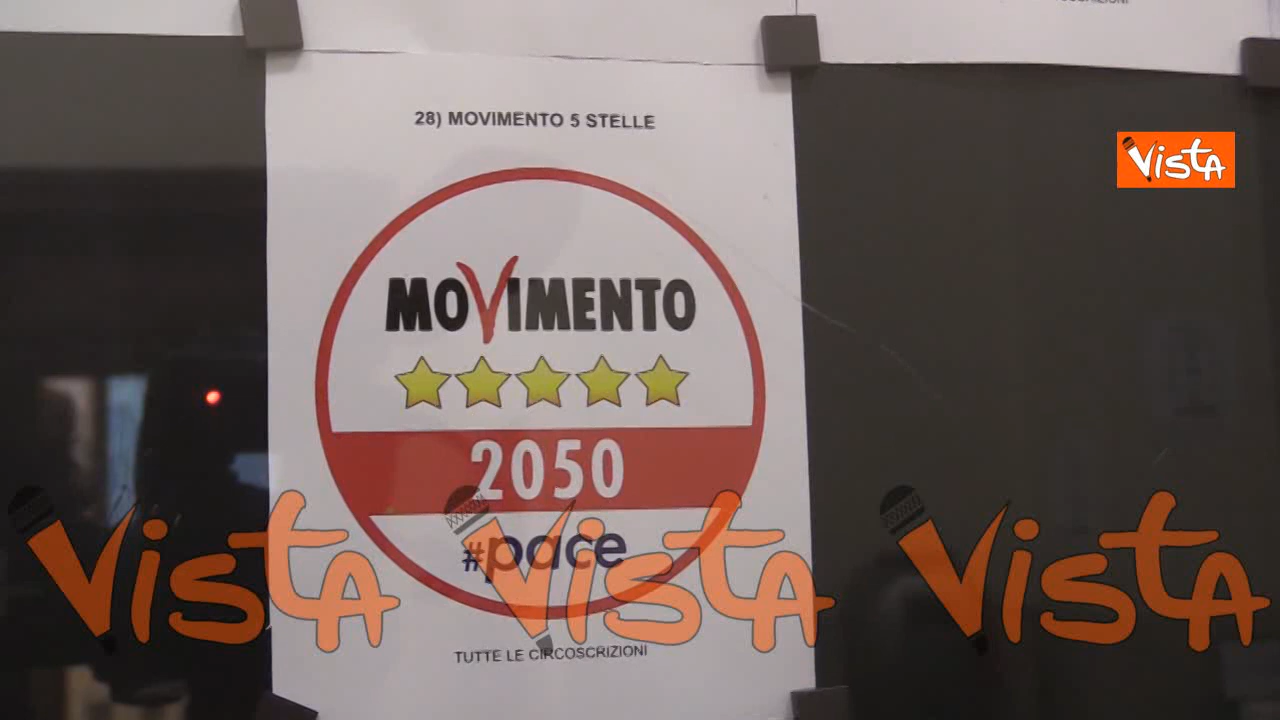 28) MOVIMENTO 5 STELLE
Vista
MOVIMENTO
2050
#pace
Vista Vista Vista
TUTTE LE CIRCOSCRIZIONI